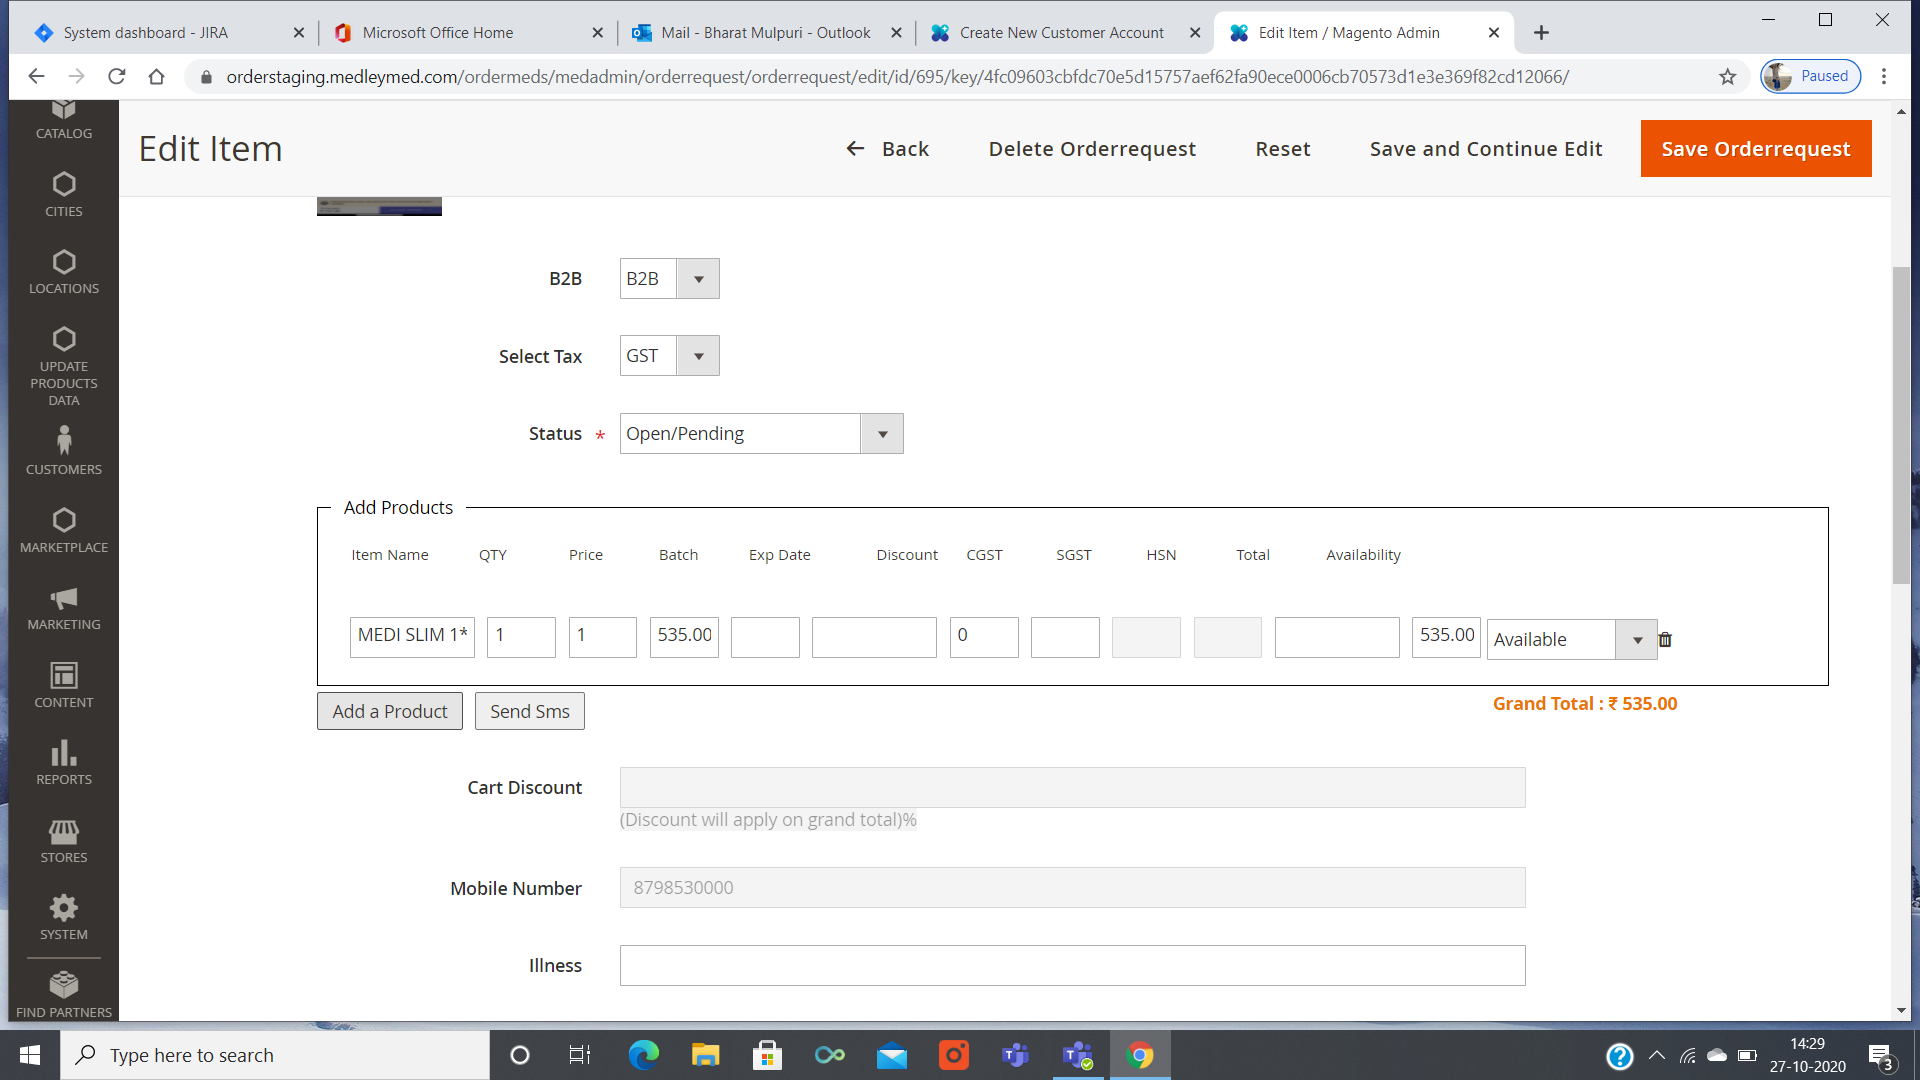 System dashboard - JIRA
Microsoft Office Home
Mail - Bharat Mulpuri - Outlook
Create New Customer Account
Edit Item / Magento Admin
orderstaging.medleymed.com/ordermeds/medadmin/orderrequest/orderrequest/edit/id/695/key/4fc09603cbfdc70e5d15757aef62fa90ece0006cb70573d1e3e369f82cd12066/
Paused
CATALOG
CITIES
LOCATIONS
UPDATE
PRODUCTS
DATA
CUSTOMERS
MARKETPLACE
MARKETING
CONTENT
REPORTS
STORES
SYSTEM
FIND PARTNERS
Edit Item
Back
Delete Orderrequest
Reset
Save and Continue Edit
Save Orderrequest
B2B
B2B
Select Tax
GST
Status *
Open/Pending
Add Products
Item Name QTY Price Batch Exp Date Discount CGST SGST HSN Total Availability
MEDI SLIM 1* 1 1 535.00 0 535.00 Available
Add a Product
Send Sms
Grand Total : ₹ 535.00
Cart Discount
(Discount will apply on grand total)%
Mobile Number
8798530000
Illness
Type here to search
14:29
27-10-2020
3